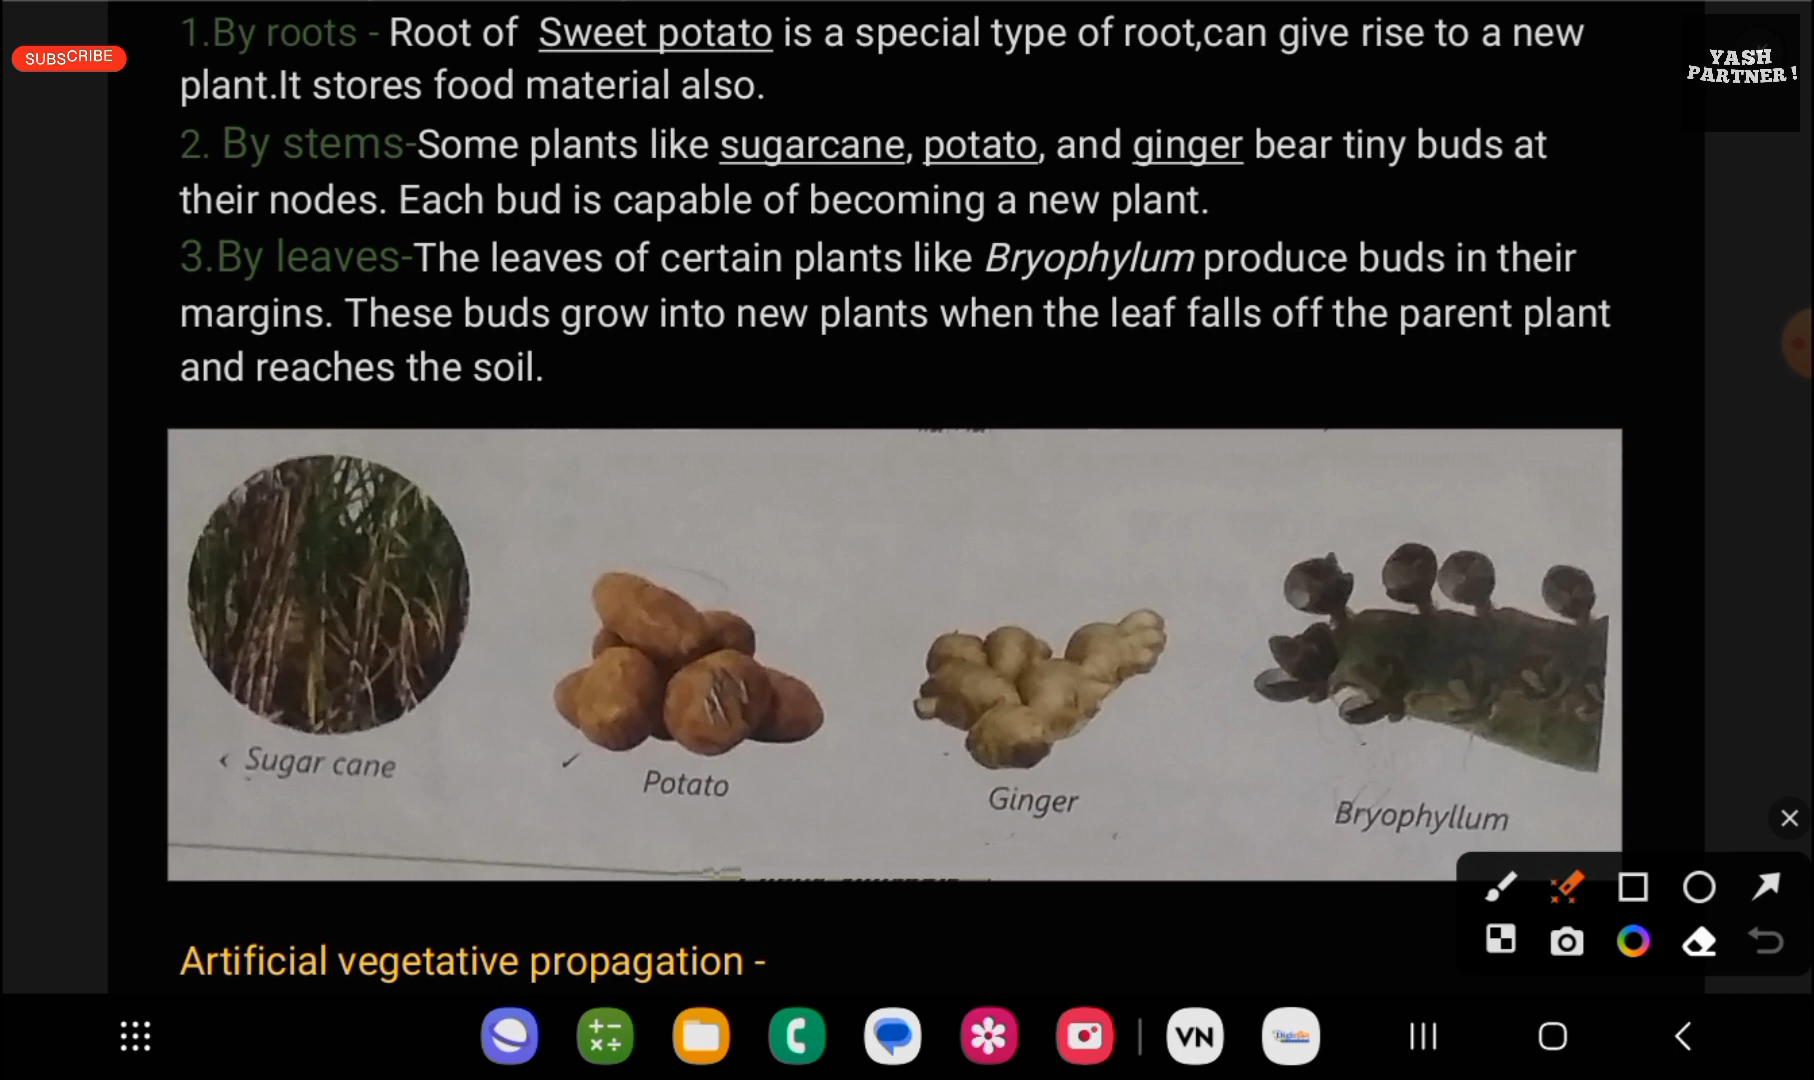 1.By roots - Root of Sweet potato is a special type of root,can give rise to a new
plant.It stores food material also.
2. By stems-Some plants like sugarcane, potato, and ginger bear tiny buds at
their nodes. Each bud is capable of becoming a new plant.
3.By leaves-The leaves of certain plants like Bryophylum produce buds in their
margins. These buds grow into new plants when the leaf falls off the parent plant
and reaches the soil.
SUBSCRIBE
YASH
PARTNER!
Sugar cane
Potato
Ginger
Bryophyllum
Artificial vegetative propagation -
VN